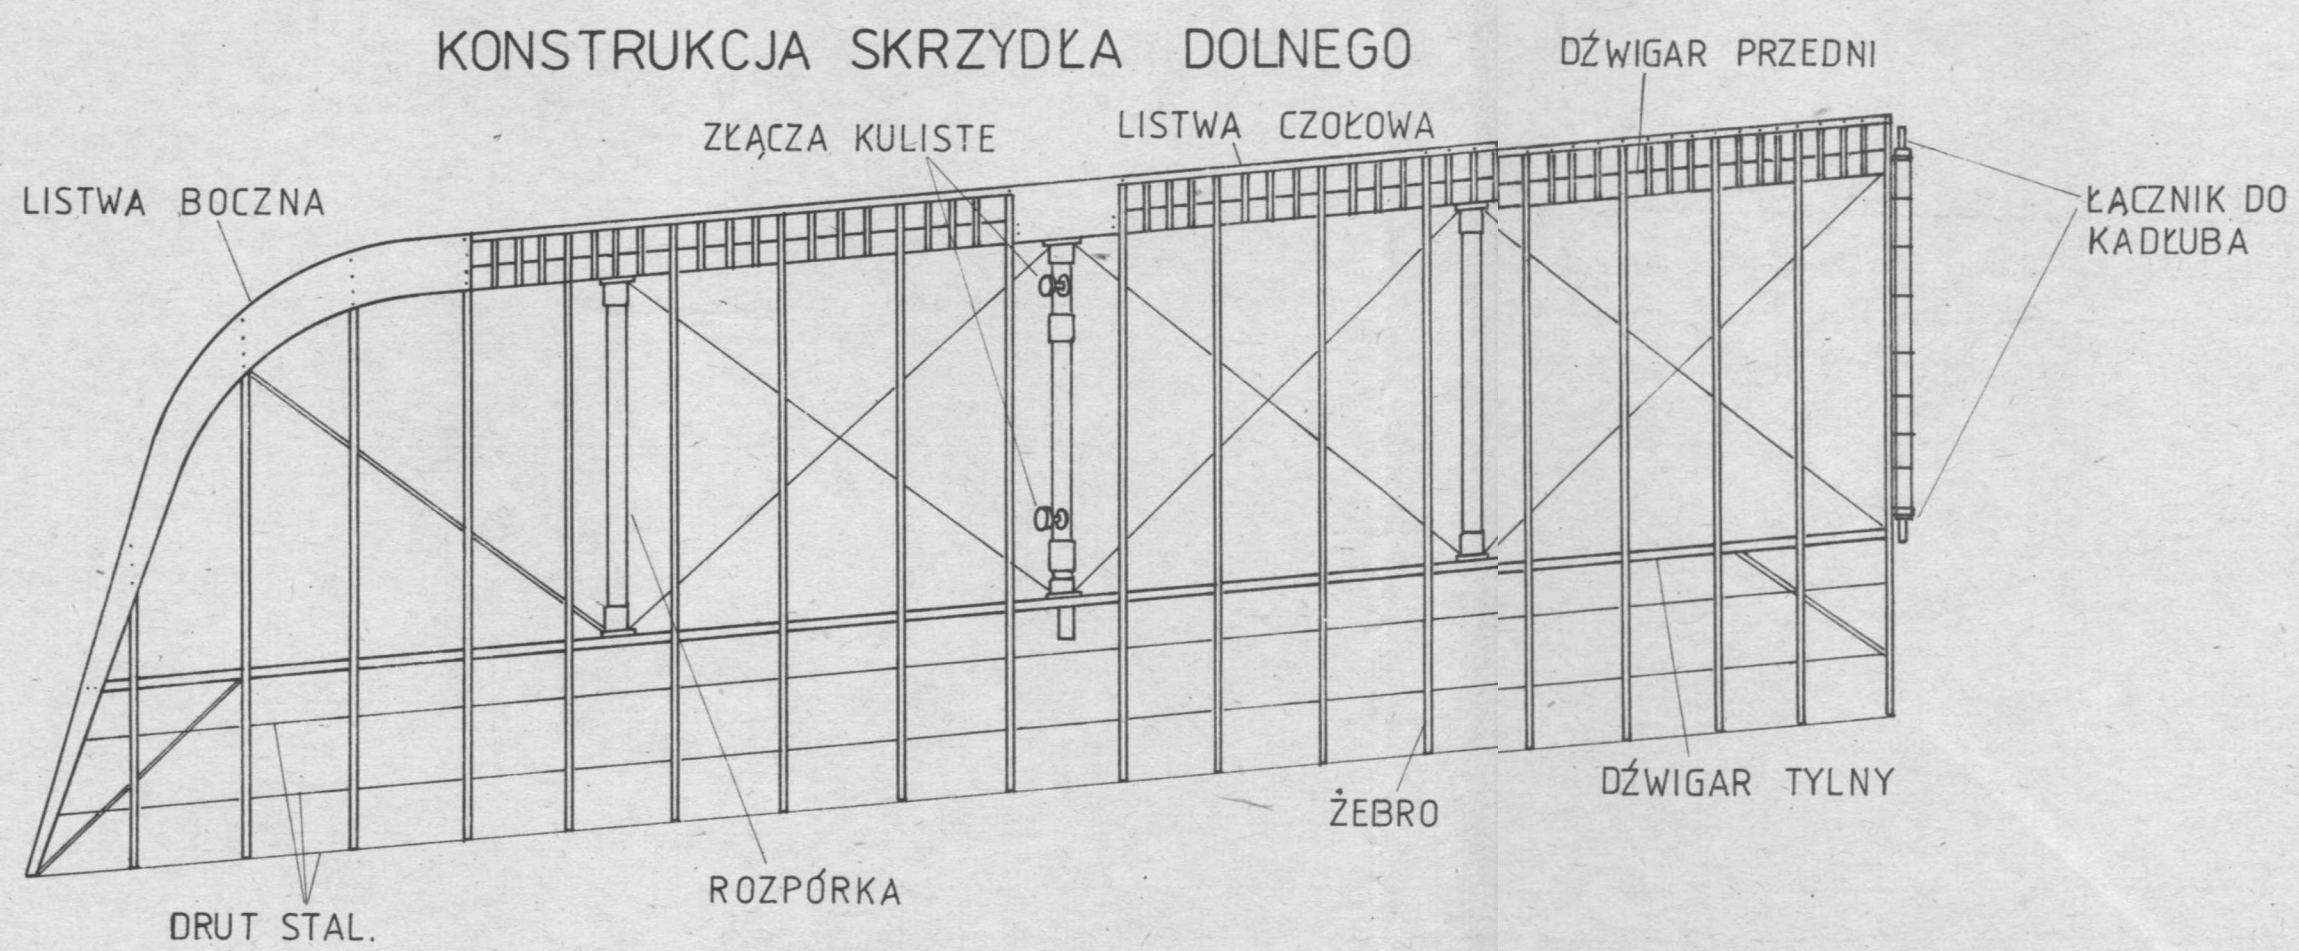 KONSTRUKCJA SKRZYDŁA DOLNEGO
DŹWIGAR PRZEDNI
ZŁĄCZA KULISTE
LISTWA CZOŁOWA
LISTWA BOCZNA
ŁĄCZNIK DO
KADŁUBA
DŹWIGAR TYLNY
ŻEBRO
ROZPÓRKA
DRUT STAL.